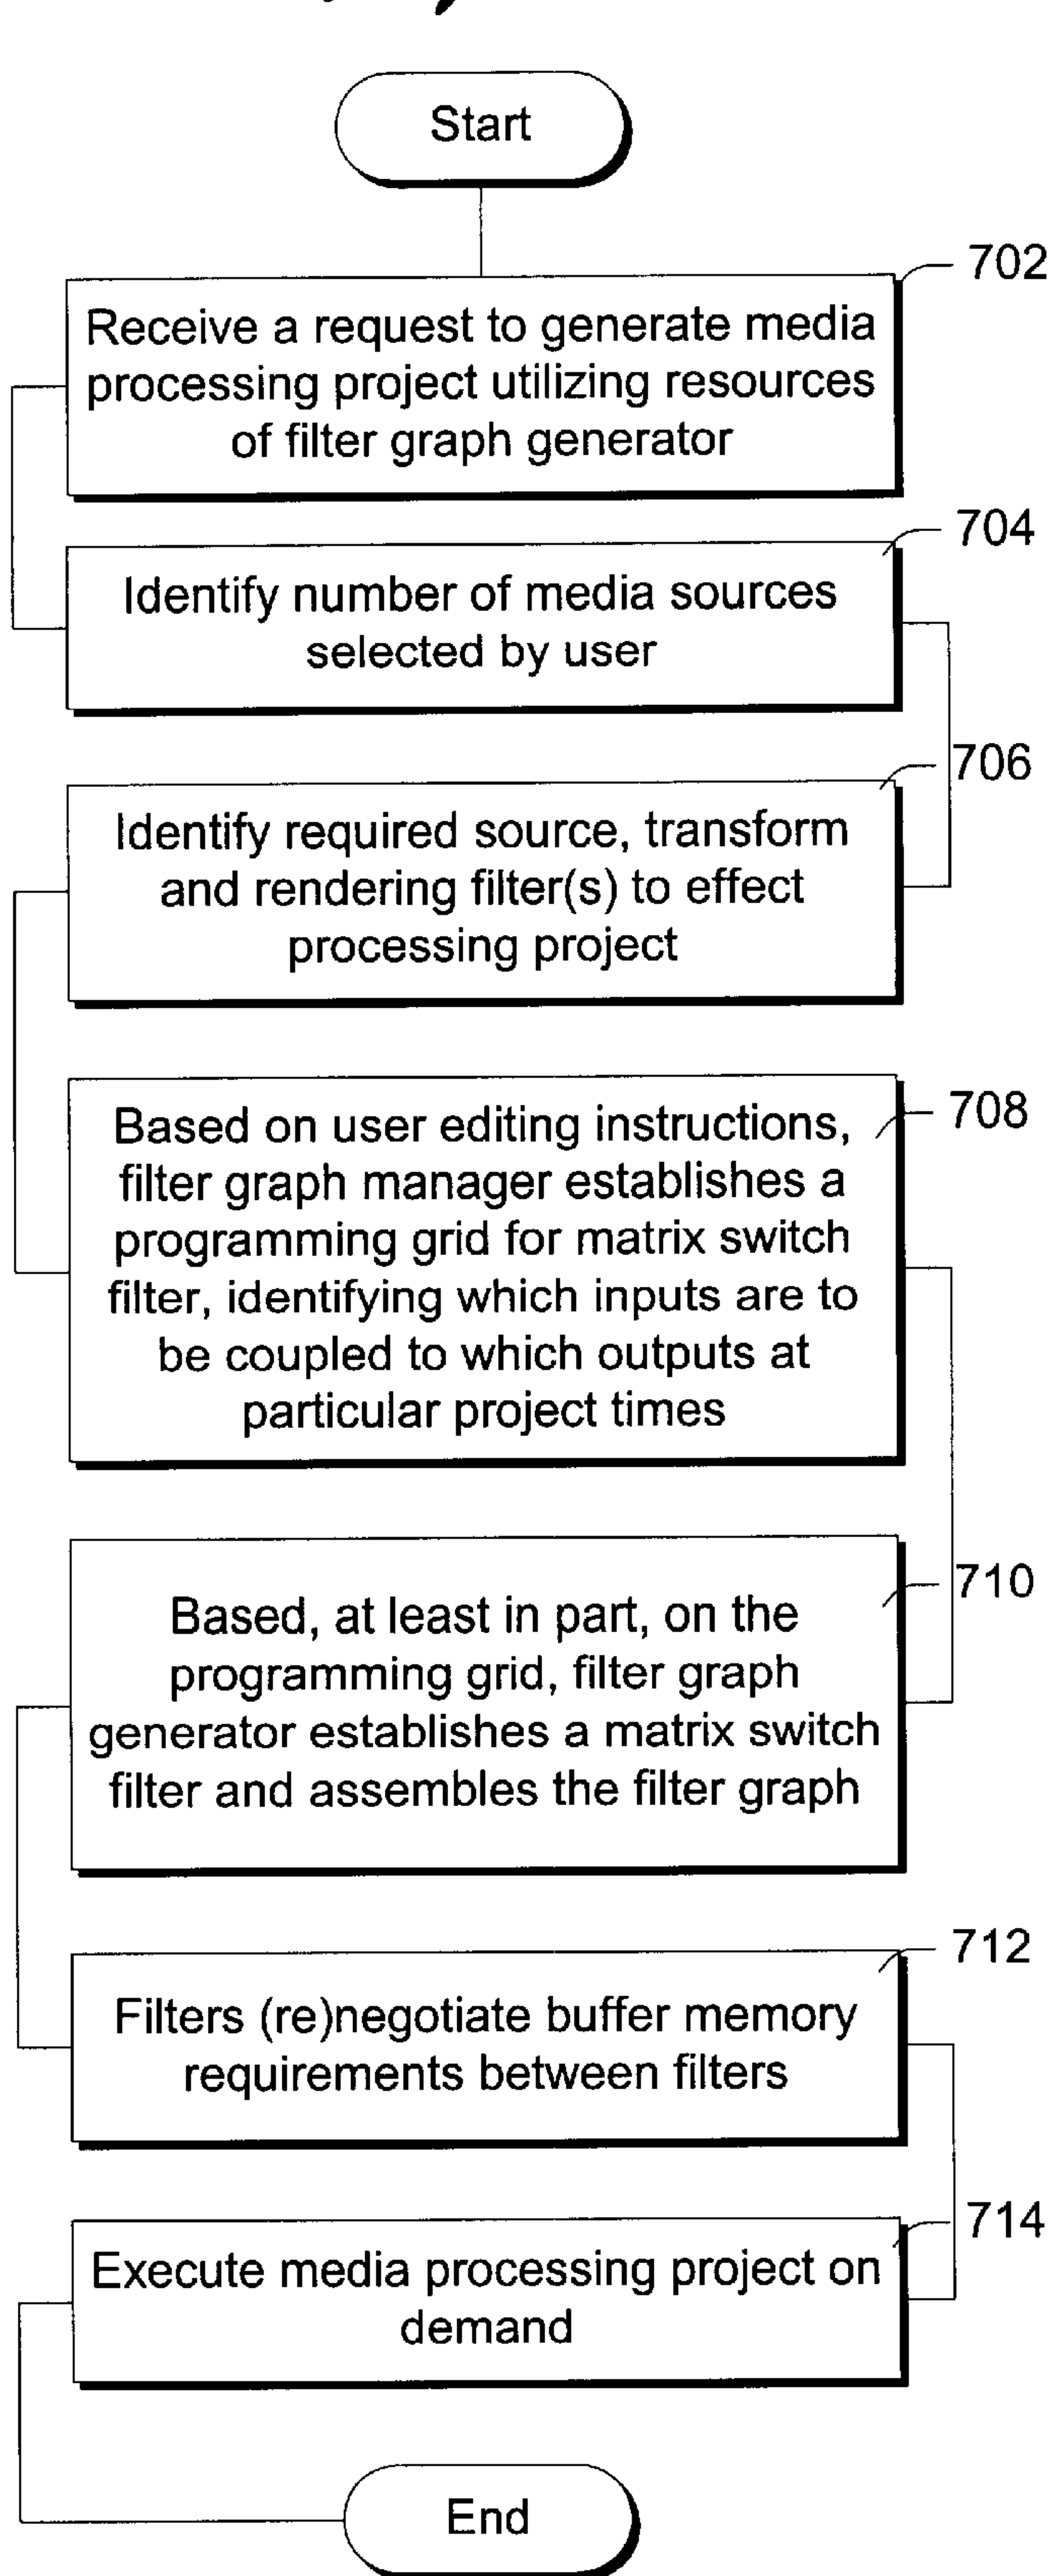 Start
702
Receive a request to generate media
processing project utilizing resources
of filter graph generator
704
Identify number of media sources
selected by user
706
Identify required source, transform
and rendering filter(s) to effect
processing project
708
Based on user editing instructions,
filter graph manager establishes a
programming grid for matrix switch
filter, identifying which inputs are to
be coupled to which outputs at
particular project times
710
Based, at least in part, on the
programming grid, filter graph
generator establishes a matrix switch
filter and assembles the filter graph
712
Filters (re)negotiate buffer memory
requirements between filters
714
Execute media processing project on
demand
End